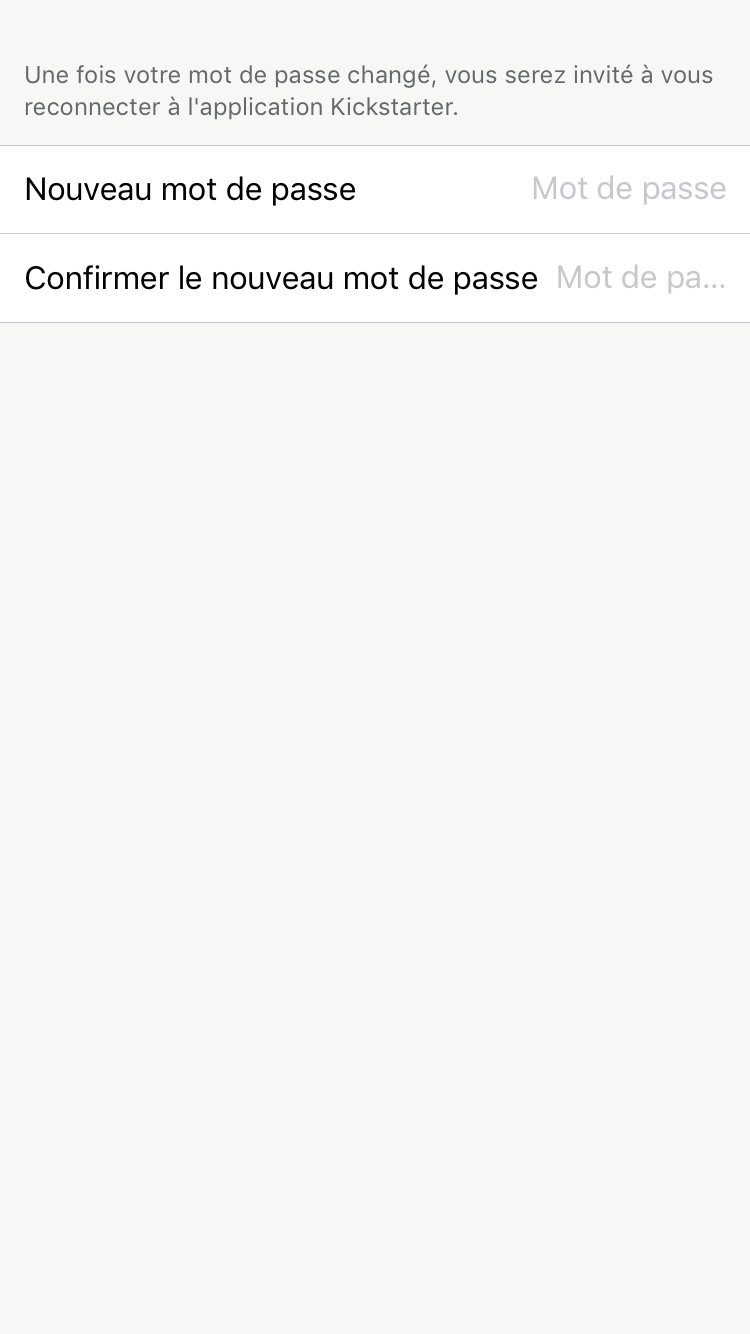 Une fois votre mot de passe changé, vous serez invité à vous
reconnecter à l'application Kickstarter.
Nouveau mot de passe Mot de passe
Confirmer le nouveau mot de passe Mot de pa...